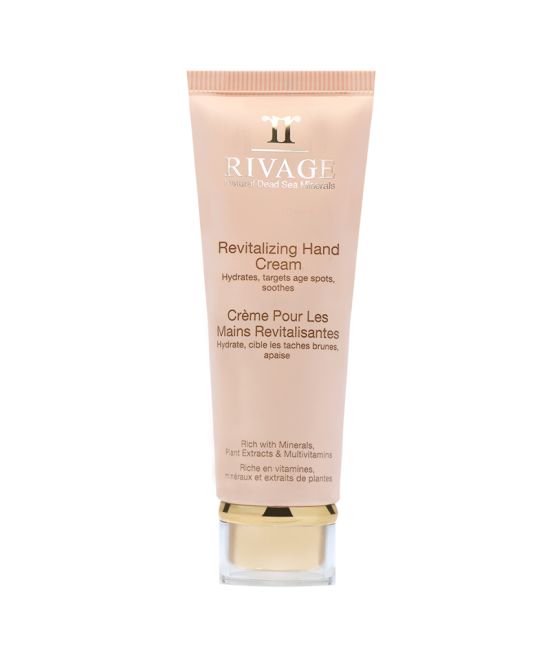 RIVAGE
Natural Dead Sea Minerals
Revitalizing Hand
Cream
Hydrates, targets age spots,
soothes
Crème Pour Les
Mains Revitalisantes
Hydrate, cible les taches brunes,
apaise
Rich with Minerals,
Plant Extracts & Multivitamins
Riche en vitamines,
minéraux et extraits de plantes